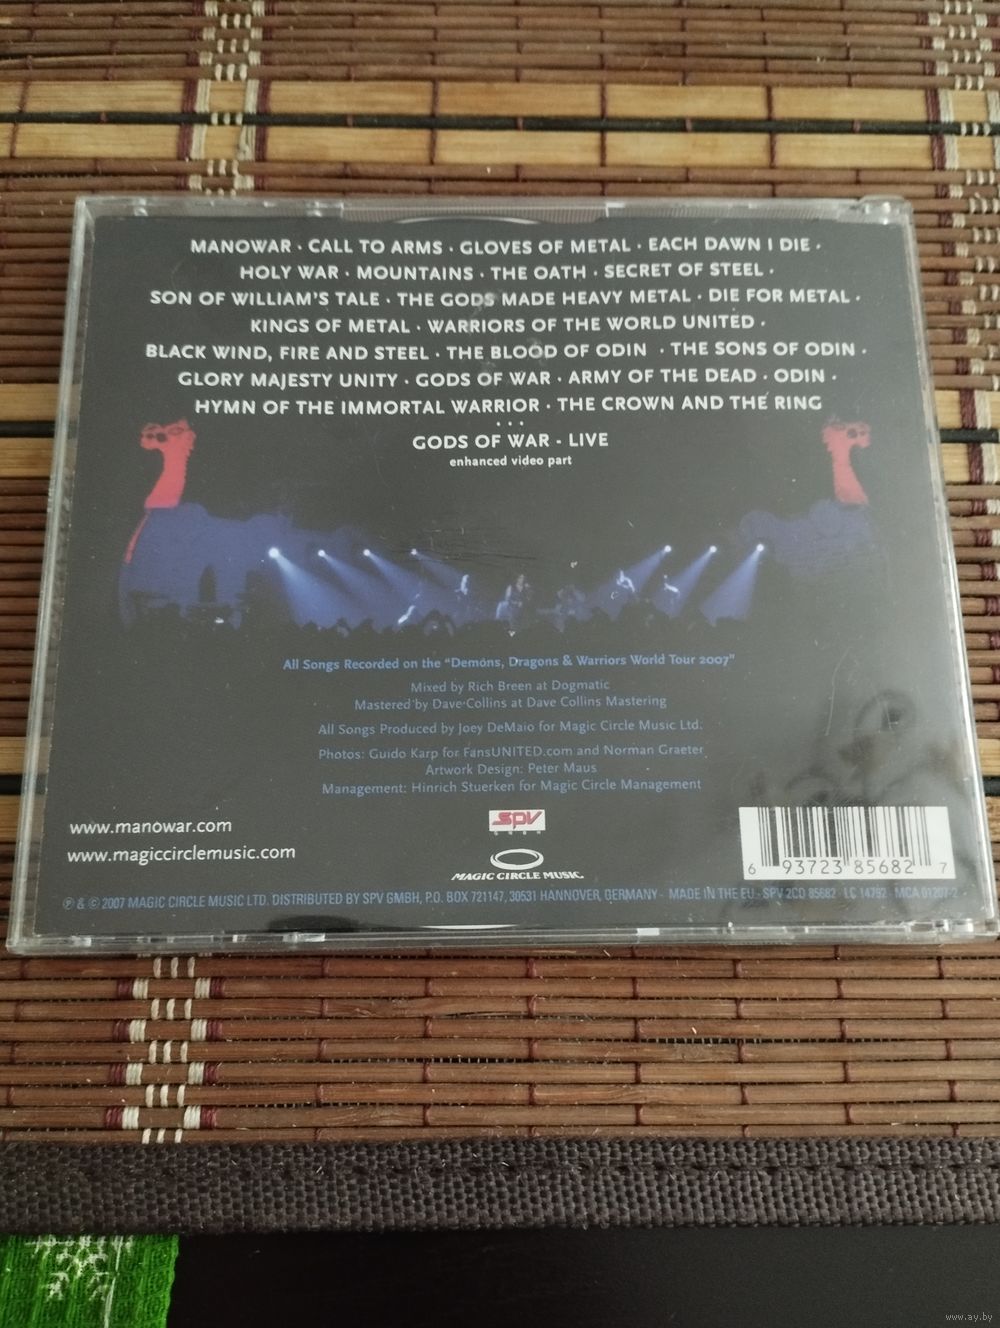 MANOWAR · CALL TO ARMS · GLOVES OF METAL · EACH DAWN I DIE ·
HOLY WAR · MOUNTAINS · THE OATH · SECRET OF STEEL ·
SON OF WILLIAM'S TALE · THE GODS MADE HEAVY METAL · DIE FOR METAL ·
KINGS OF METAL · WARRIORS OF THE WORLD UNITED ·
BLACK WIND, FIRE AND STEEL · THE BLOOD OF ODIN · THE SONS OF ODIN ·
GLORY MAJESTY UNITY · GODS OF WAR · ARMY OF THE DEAD · ODIN ·
HYMN OF THE IMMORTAL WARRIOR · THE CROWN AND THE RING
...
GODS OF WAR - LIVE
enhanced video part
All Songs Recorded on the "Demons, Dragons & Warriors World Tour 2007"
Mixed by Rich Breen at Dogmatic
Mastered by Dave Collins at Dave Collins Mastering
All Songs Produced by Joey DeMaio for Magic Circle Music Ltd.
Photos: Guido Karp for FansUNITED.com and Norman Graeter
Artwork Design: Peter Maus
Management: Hinrich Stuerken for Magic Circle Management
www.manowar.com
www.magiccirclemusic.com
SPV
MAGIC CIRCLE MUSIC
6 93723 85682 7
℗ & © 2007 MAGIC CIRCLE MUSIC LTD. DISTRIBUTED BY SPV GMBH, P.O. BOX 721147, 30531 HANNOVER, GERMANY - MADE IN THE EU - SPV 2CD 85682 - LC 14792 - MCA 01207-2
www.ay.by